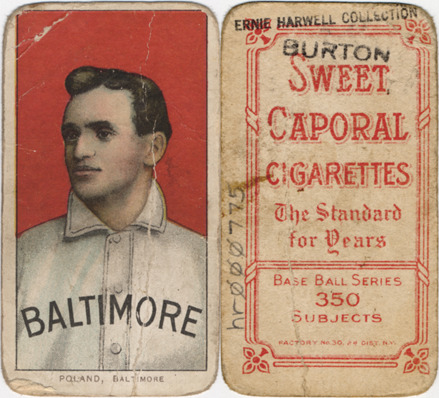 BALTIMORE
POLAND, BALTIMORE
ERNIE HARWELL COLLECTION
BURTON
SWEET
CAPORAL
CIGARETTES
The Standard
for Years
BASE BALL SERIES
350
SUBJECTS
FACTORY NO. 30, 2d DIST. N.Y.
hr000775